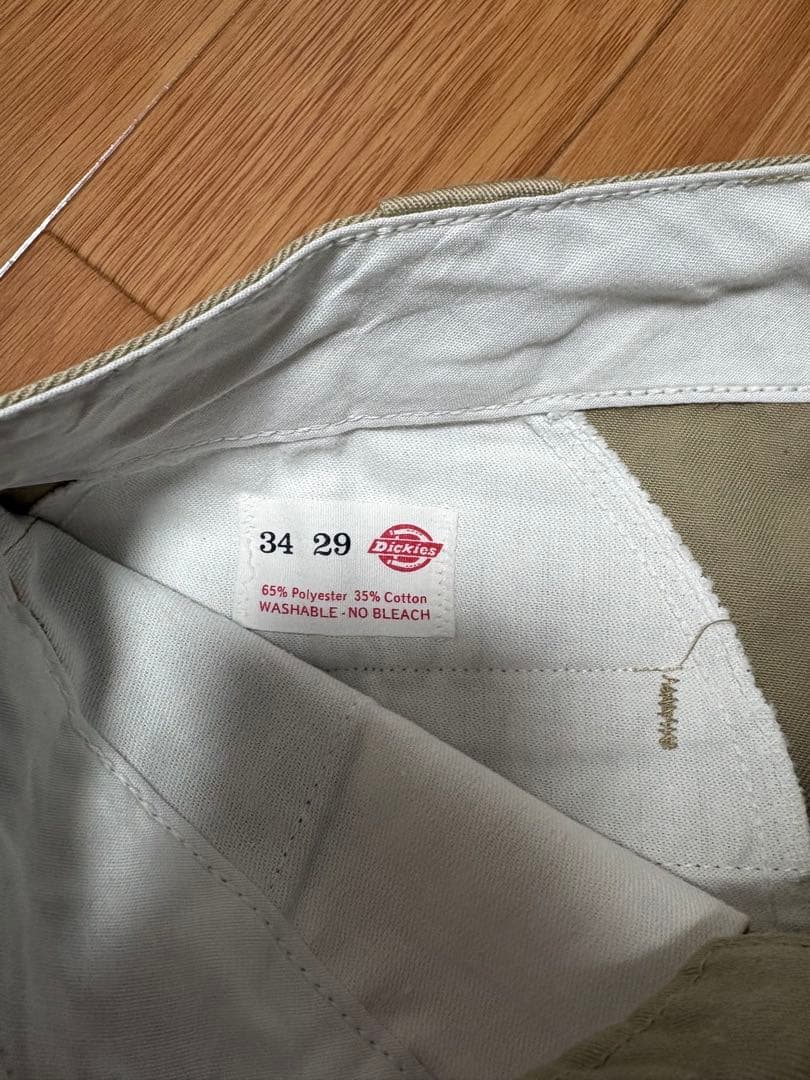 34 29 Dickies
65% Polyester 35% Cotton
WASHABLE - NO BLEACH